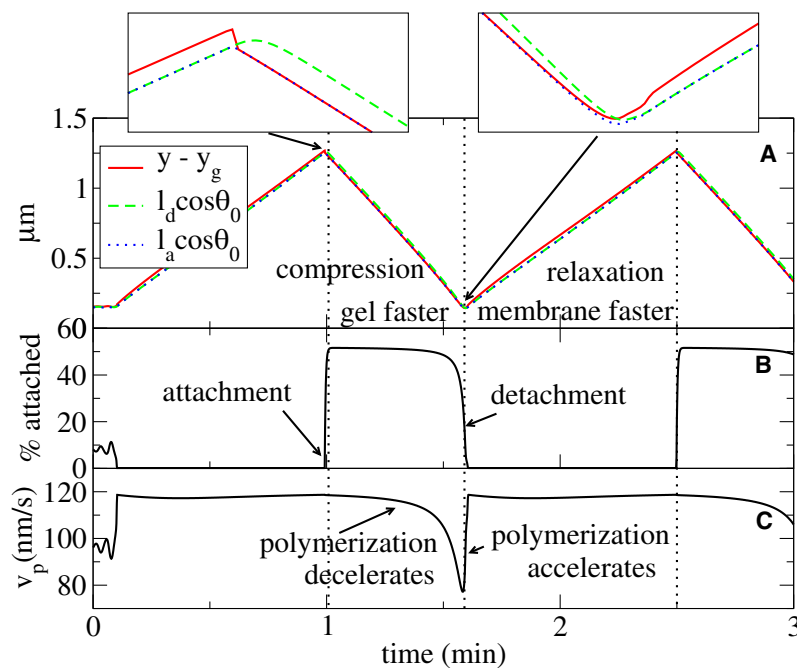 1.5
1
0.5
0
μm
A
y - y_g
l_d cosθ_0
l_a cosθ_0
compression
gel faster
relaxation
membrane faster
60
40
20
0
% attached
B
attachment
detachment
120
100
80
v_p(nm/s)
C
polymerization
decelerates
polymerization
accelerates
0
1
2
3
time (min)